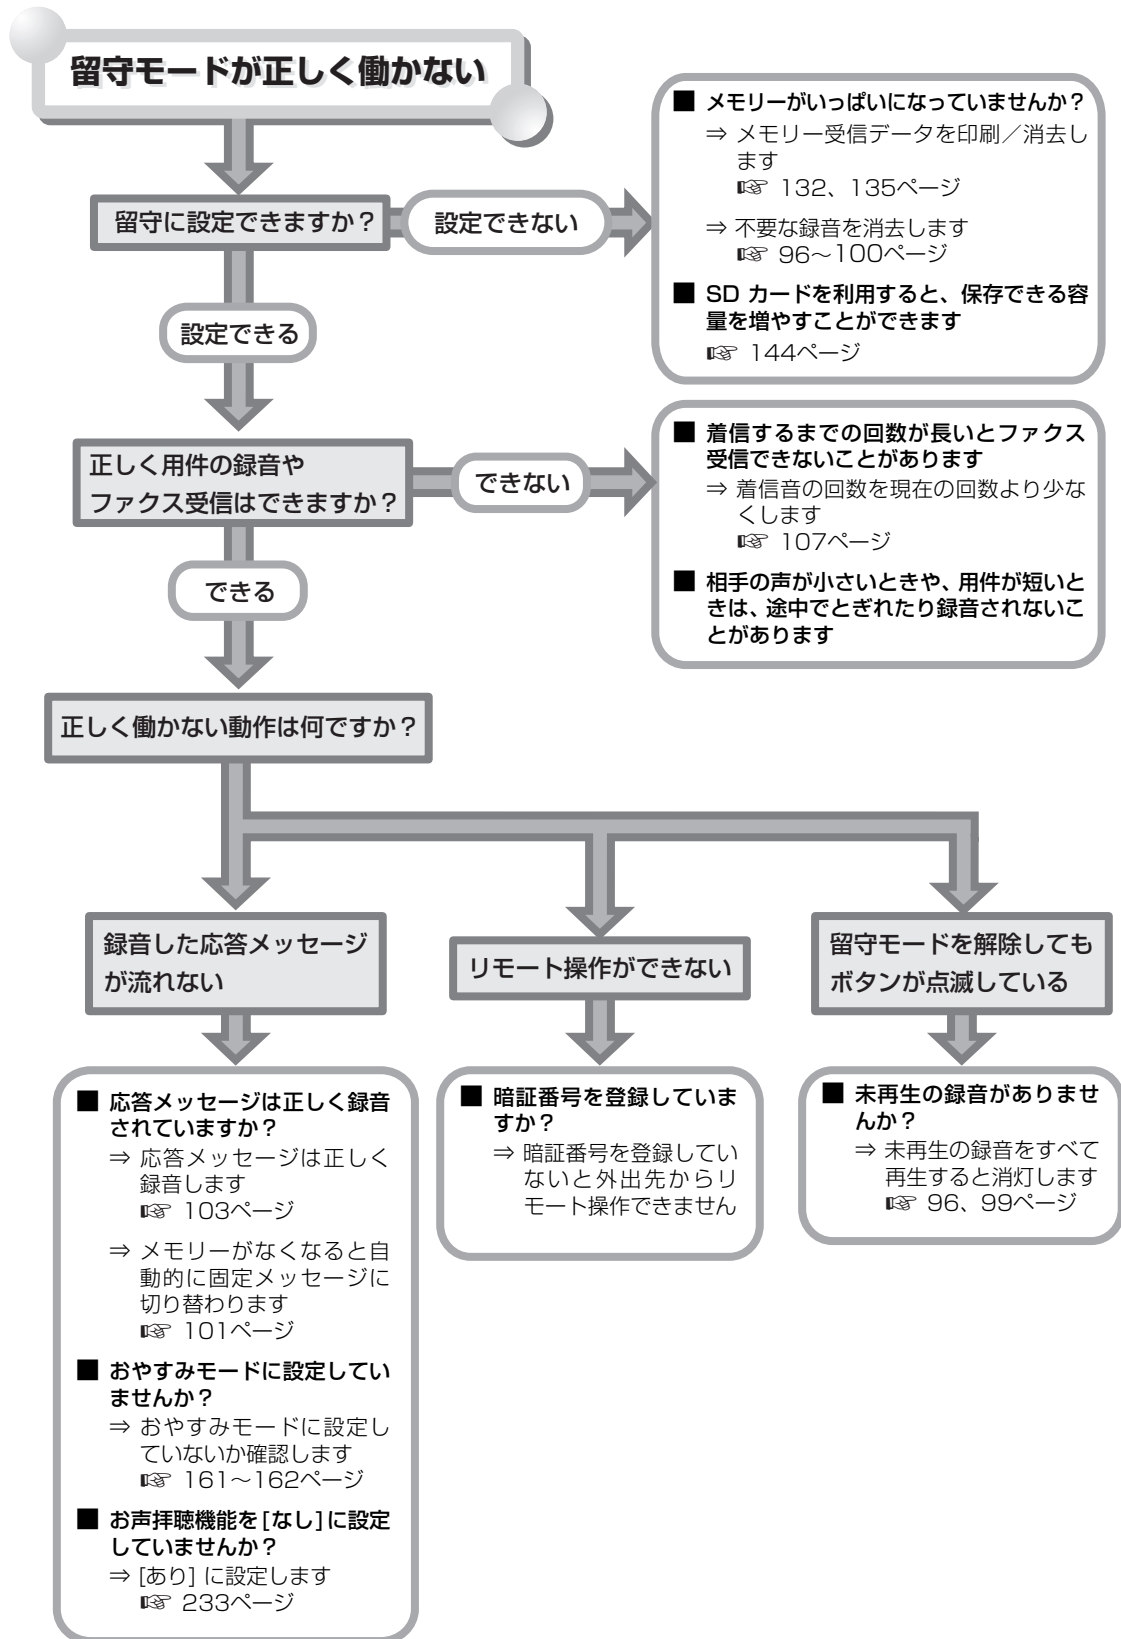 留守モードが正しく働かない
留守に設定できますか？
設定できない
■ メモリーがいっぱいになっていませんか？
⇒ メモリー受信データを印刷／消去し
ます
☞ 132、135ページ
⇒ 不要な録音を消去します
☞ 96～100ページ
■ SD カードを利用すると、保存できる容
量を増やすことができます
☞ 144ページ
設定できる
正しく用件の録音や
ファクス受信はできますか？
できない
■ 着信するまでの回数が長いとファクス
受信できないことがあります
⇒ 着信音の回数を現在の回数より少な
くします
☞ 107ページ
■ 相手の声が小さいときや、用件が短いと
きは、途中でとぎれたり録音されないこ
とがあります
できる
正しく働かない動作は何ですか？
録音した応答メッセージ
が流れない
■ 応答メッセージは正しく録音
されていますか？
⇒ 応答メッセージは正しく
録音します
☞ 103ページ
⇒ メモリーがなくなると自
動的に固定メッセージに
切り替わります
☞ 101ページ
■ おやすみモードに設定してい
ませんか？
⇒ おやすみモードに設定し
ていないか確認します
☞ 161～162ページ
■ お声拝聴機能を[なし]に設定
していませんか？
⇒ [あり] に設定します
☞ 233ページ
リモート操作ができない
■ 暗証番号を登録していま
すか？
⇒ 暗証番号を登録してい
ないと外出先からリ
モート操作できません
留守モードを解除しても
ボタンが点滅している
■ 未再生の録音がありませ
んか？
⇒ 未再生の録音をすべて
再生すると消灯します
☞ 96、99ページ